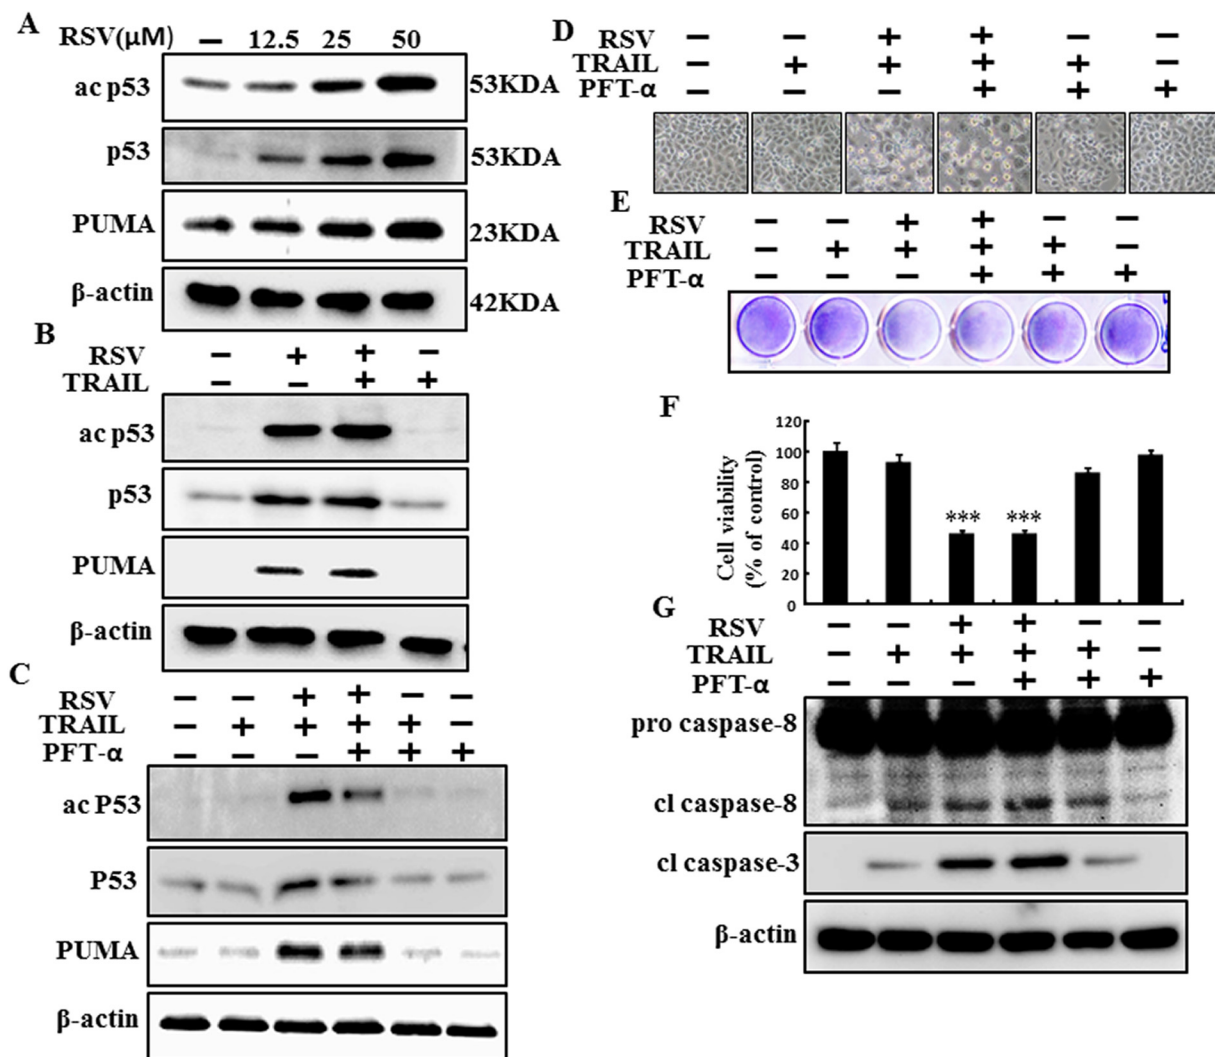 A
RSV(μM) – 12.5 25 50
ac p53 53KDA
p53 53KDA
PUMA 23KDA
β-actin 42KDA
B
RSV – + + –
TRAIL – – + +
ac p53
p53
PUMA
β-actin
C
RSV – – + + – –
TRAIL – + + + + –
PFT-α – – – + + +
ac P53
P53
PUMA
β-actin
D
RSV – – + + – –
TRAIL – + + + + –
PFT-α – – – + + +
E
RSV – – + + – –
TRAIL – + + + + –
PFT-α – – – + + +
F
Cell viability
(% of control)
120
100
80
60
40
20
0
*** ***
G
RSV – – + + – –
TRAIL – + + + + –
PFT-α – – – + + +
pro caspase-8
cl caspase-8
cl caspase-3
β-actin